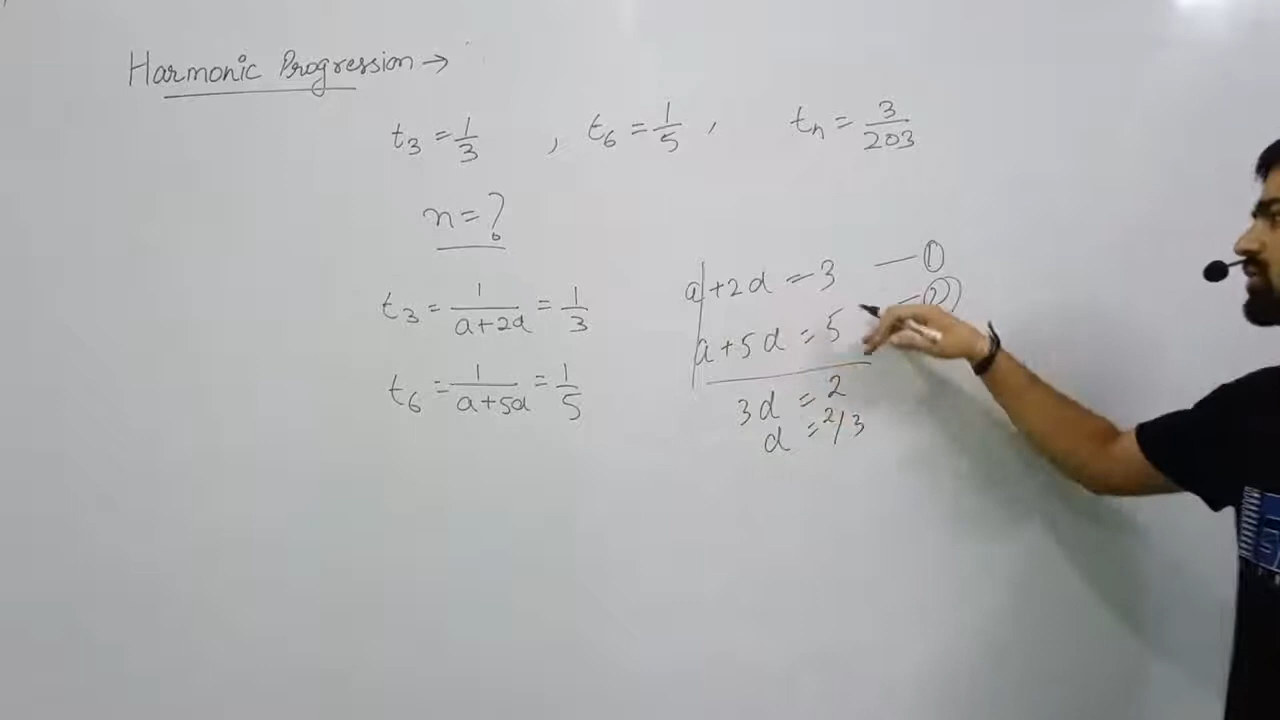 Harmonic Progression →
t₃ = 1/3 , t₆ = 1/5 , tₙ = 3/203
n = ?
t₃ = 1/(a+2d) = 1/3
t₆ = 1/(a+5d) = 1/5
a + 2d = 3 — ①
a + 5d = 5 — ②
3d = 2
d = 2/3